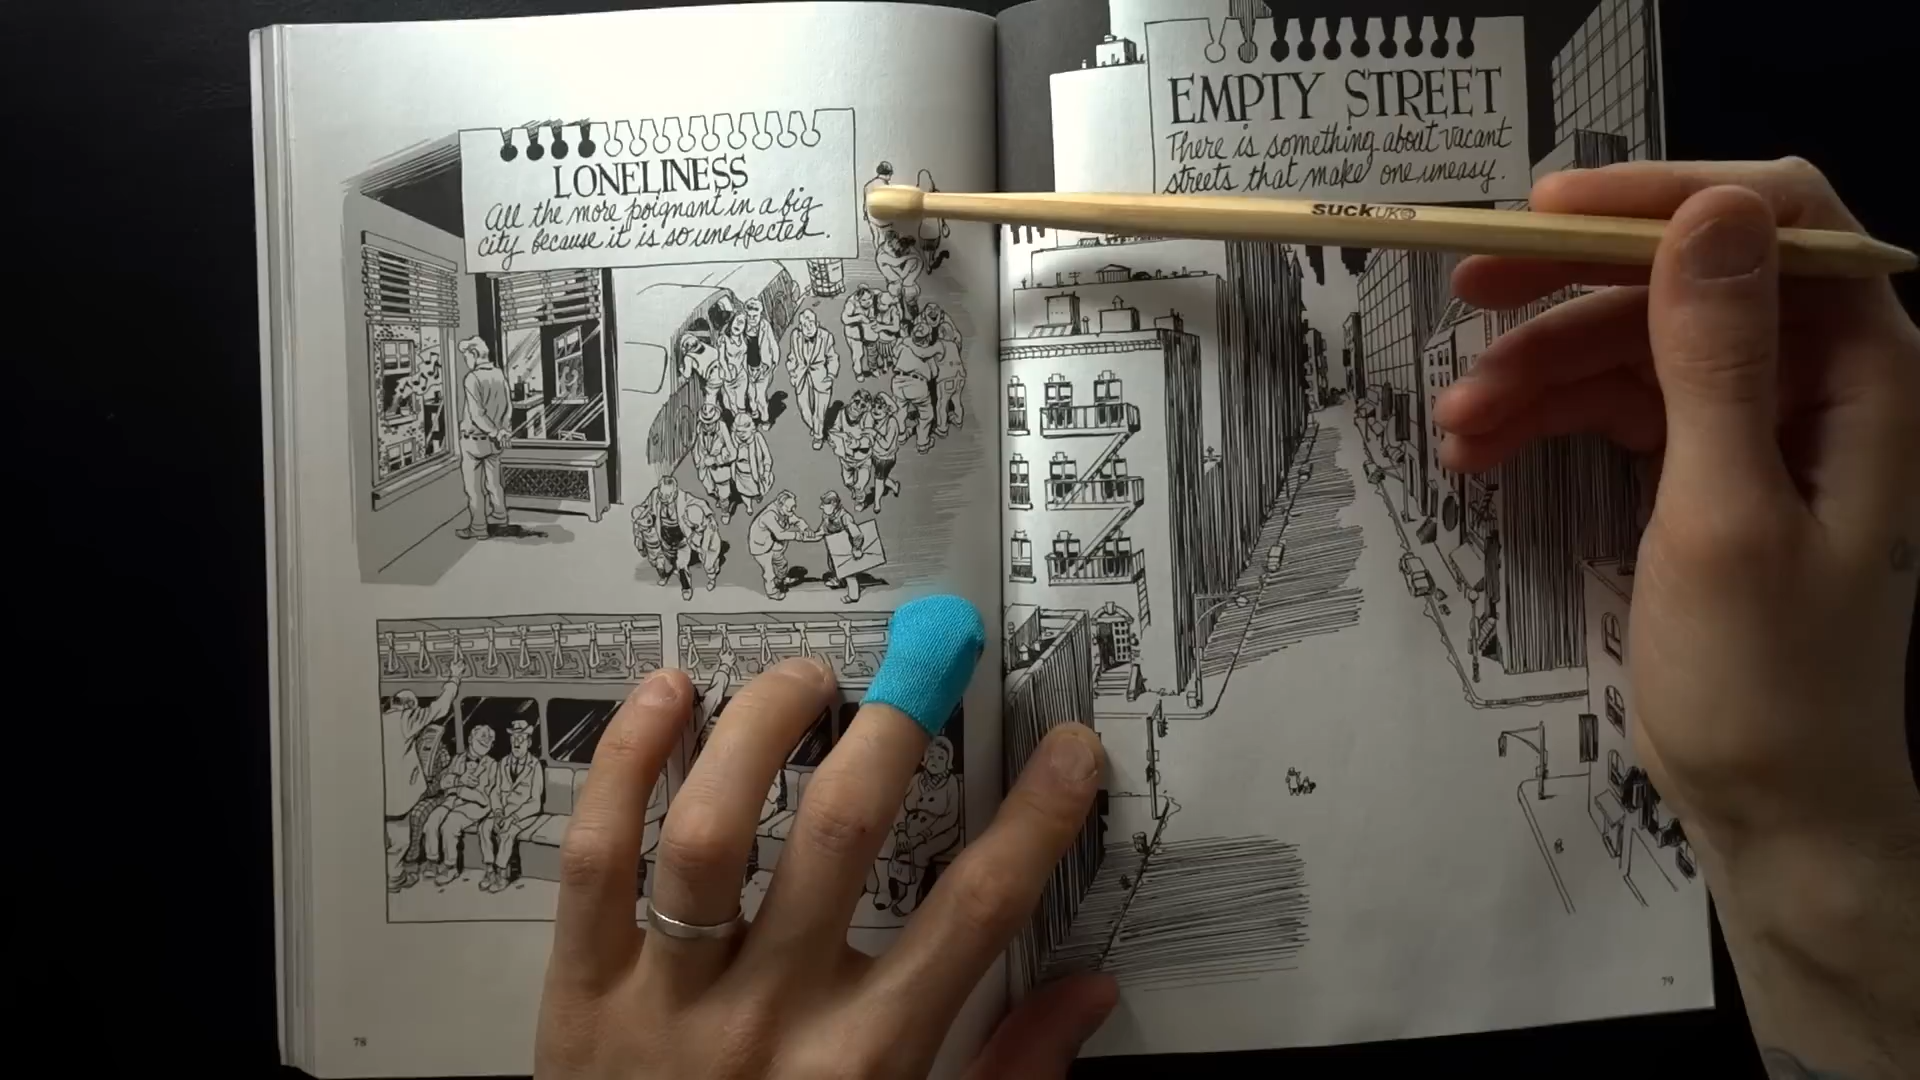 LONELINESS
All the more poignant in a big
city because it is so unexpected.
78
EMPTY STREET
There is something about vacant
streets that make one uneasy.
suckUK
79